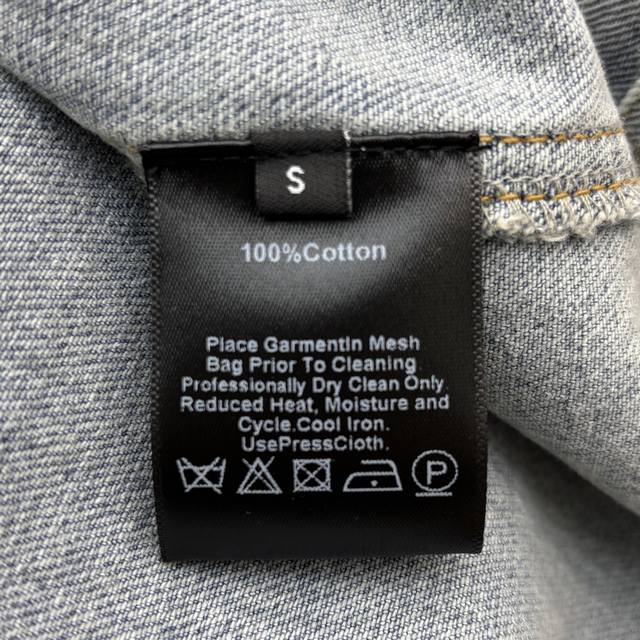 S
100%Cotton
Place GarmentIn Mesh
Bag Prior To Cleaning
Professionally Dry Clean Only.
Reduced Heat, Moisture and
Cycle.Cool Iron.
UsePressCloth.
P